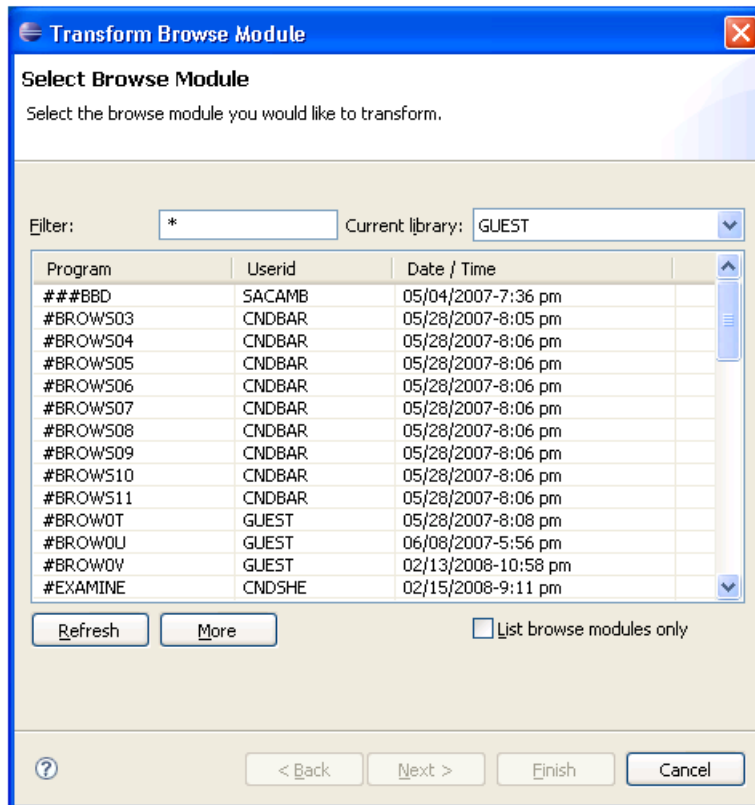 Transform Browse Module
Select Browse Module
Select the browse module you would like to transform.
Filter: * Current library: GUEST
Program Userid Date / Time
###BBD SACAMB 05/04/2007-7:36 pm
#BROWS03 CNDBAR 05/28/2007-8:05 pm
#BROWS04 CNDBAR 05/28/2007-8:06 pm
#BROWS05 CNDBAR 05/28/2007-8:06 pm
#BROWS06 CNDBAR 05/28/2007-8:06 pm
#BROWS07 CNDBAR 05/28/2007-8:06 pm
#BROWS08 CNDBAR 05/28/2007-8:06 pm
#BROWS09 CNDBAR 05/28/2007-8:06 pm
#BROWS10 CNDBAR 05/28/2007-8:06 pm
#BROWS11 CNDBAR 05/28/2007-8:06 pm
#BROW0T GUEST 05/28/2007-8:08 pm
#BROW0U GUEST 06/08/2007-5:56 pm
#BROW0V GUEST 02/13/2008-10:58 pm
#EXAMINE CNDSHE 02/15/2008-9:11 pm
Refresh More List browse modules only
? < Back Next > Finish Cancel